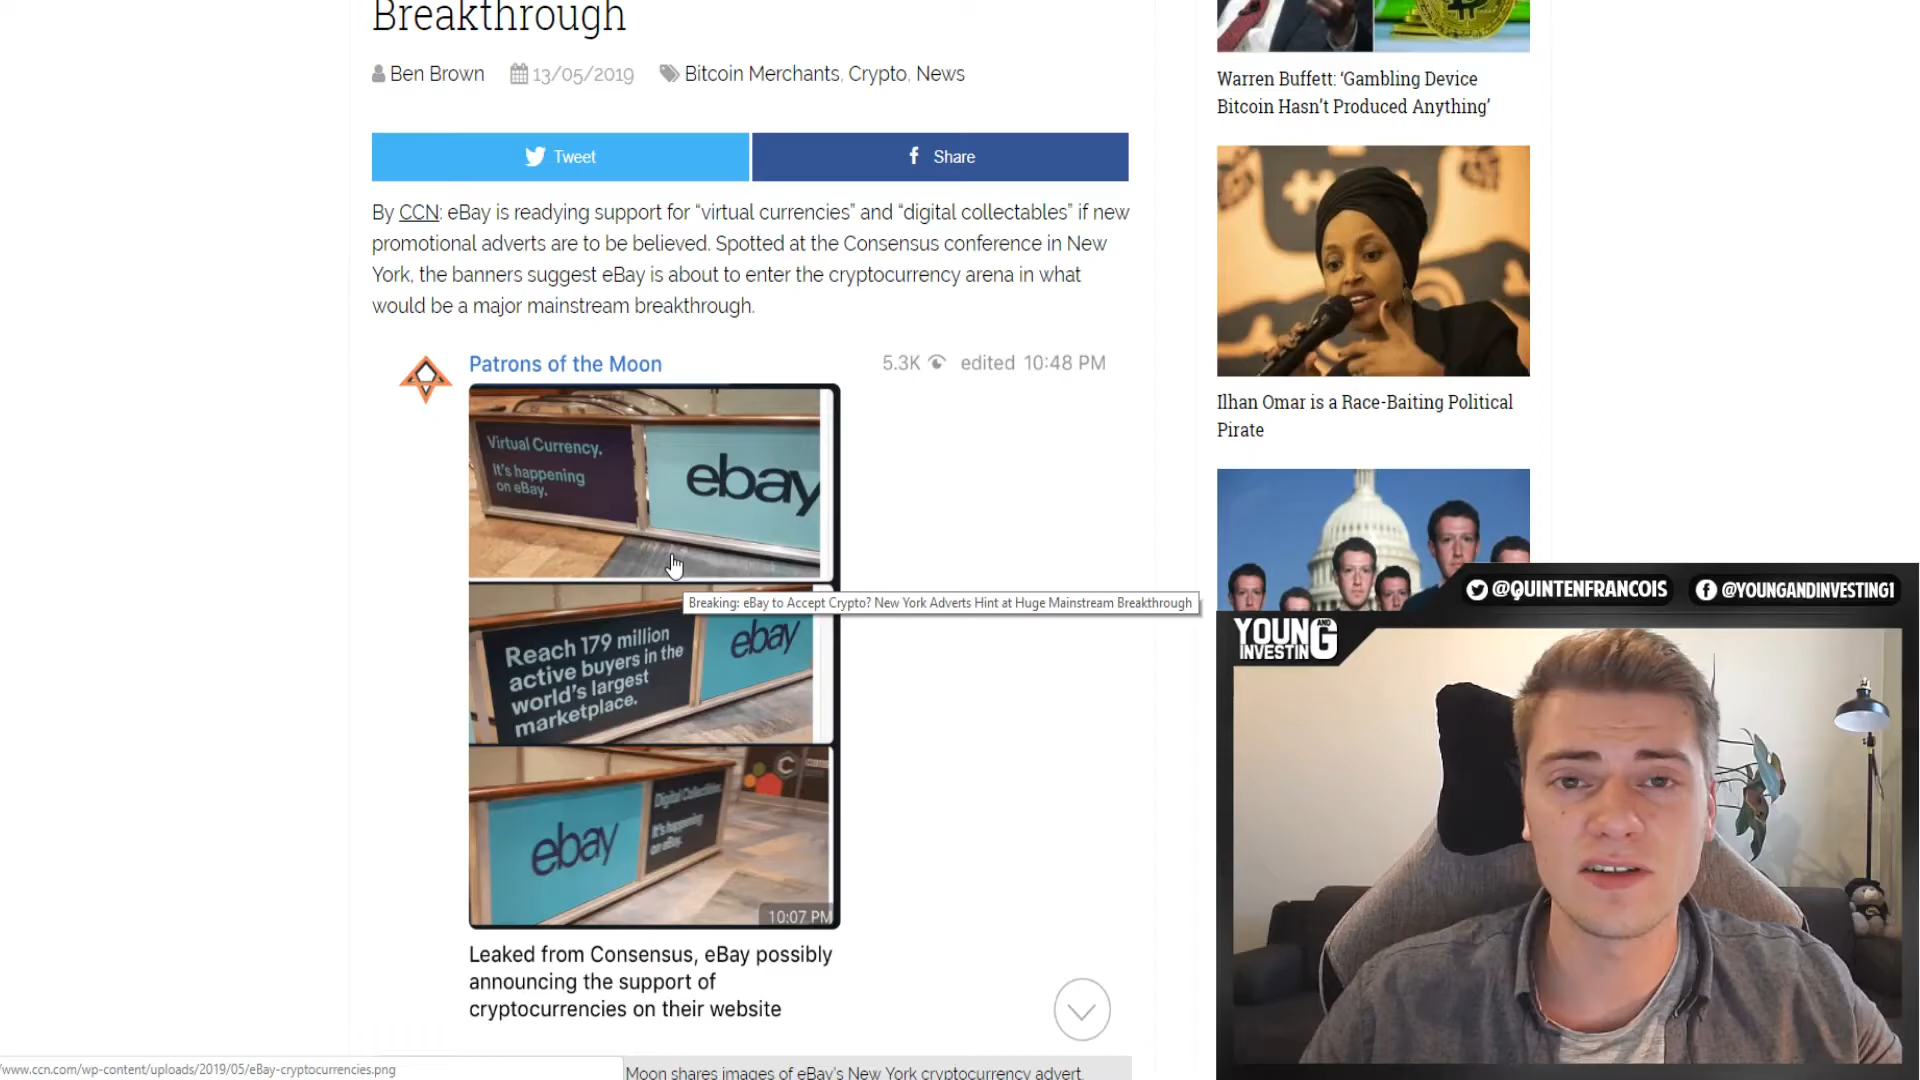 Breakthrough
Ben Brown 13/05/2019 Bitcoin Merchants, Crypto, News
Tweet
Share
By CCN: eBay is readying support for “virtual currencies” and “digital collectables” if new
promotional adverts are to be believed. Spotted at the Consensus conference in New
York, the banners suggest eBay is about to enter the cryptocurrency arena in what
would be a major mainstream breakthrough.
Patrons of the Moon
5.3K edited 10:48 PM
Virtual Currency.
It's happening
on eBay.
ebay
Breaking: eBay to Accept Crypto? New York Adverts Hint at Huge Mainstream Breakthrough
Reach 179 million
active buyers in the
world's largest
marketplace.
ebay
ebay
Digital Collectibles.
It's happening
on eBay.
10:07 PM
Leaked from Consensus, eBay possibly
announcing the support of
cryptocurrencies on their website
Moon shares images of eBay's New York cryptocurrency advert.
/www.ccn.com/wp-content/uploads/2019/05/eBay-cryptocurrencies.png
Warren Buffett: ‘Gambling Device
Bitcoin Hasn’t Produced Anything’
Ilhan Omar is a Race-Baiting Political
Pirate
@QUINTENFRANCOIS
@YOUNGANDINVESTING1
YOUNG
AND
INVESTING